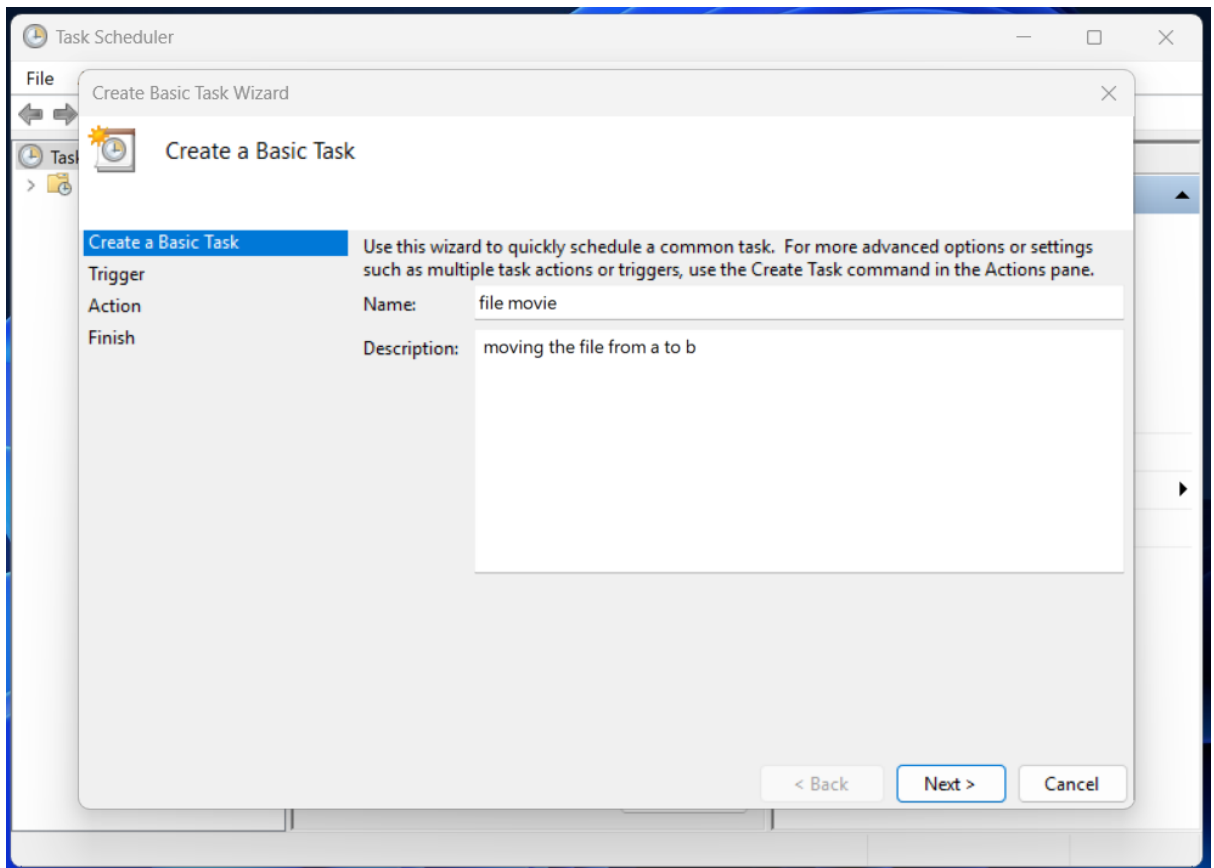 Task Scheduler
File
Create Basic Task Wizard
Create a Basic Task
Create a Basic Task
Trigger
Action
Finish
Use this wizard to quickly schedule a common task.  For more advanced options or settings
such as multiple task actions or triggers, use the Create Task command in the Actions pane.
Name: file movie
Description: moving the file from a to b
< Back Next > Cancel